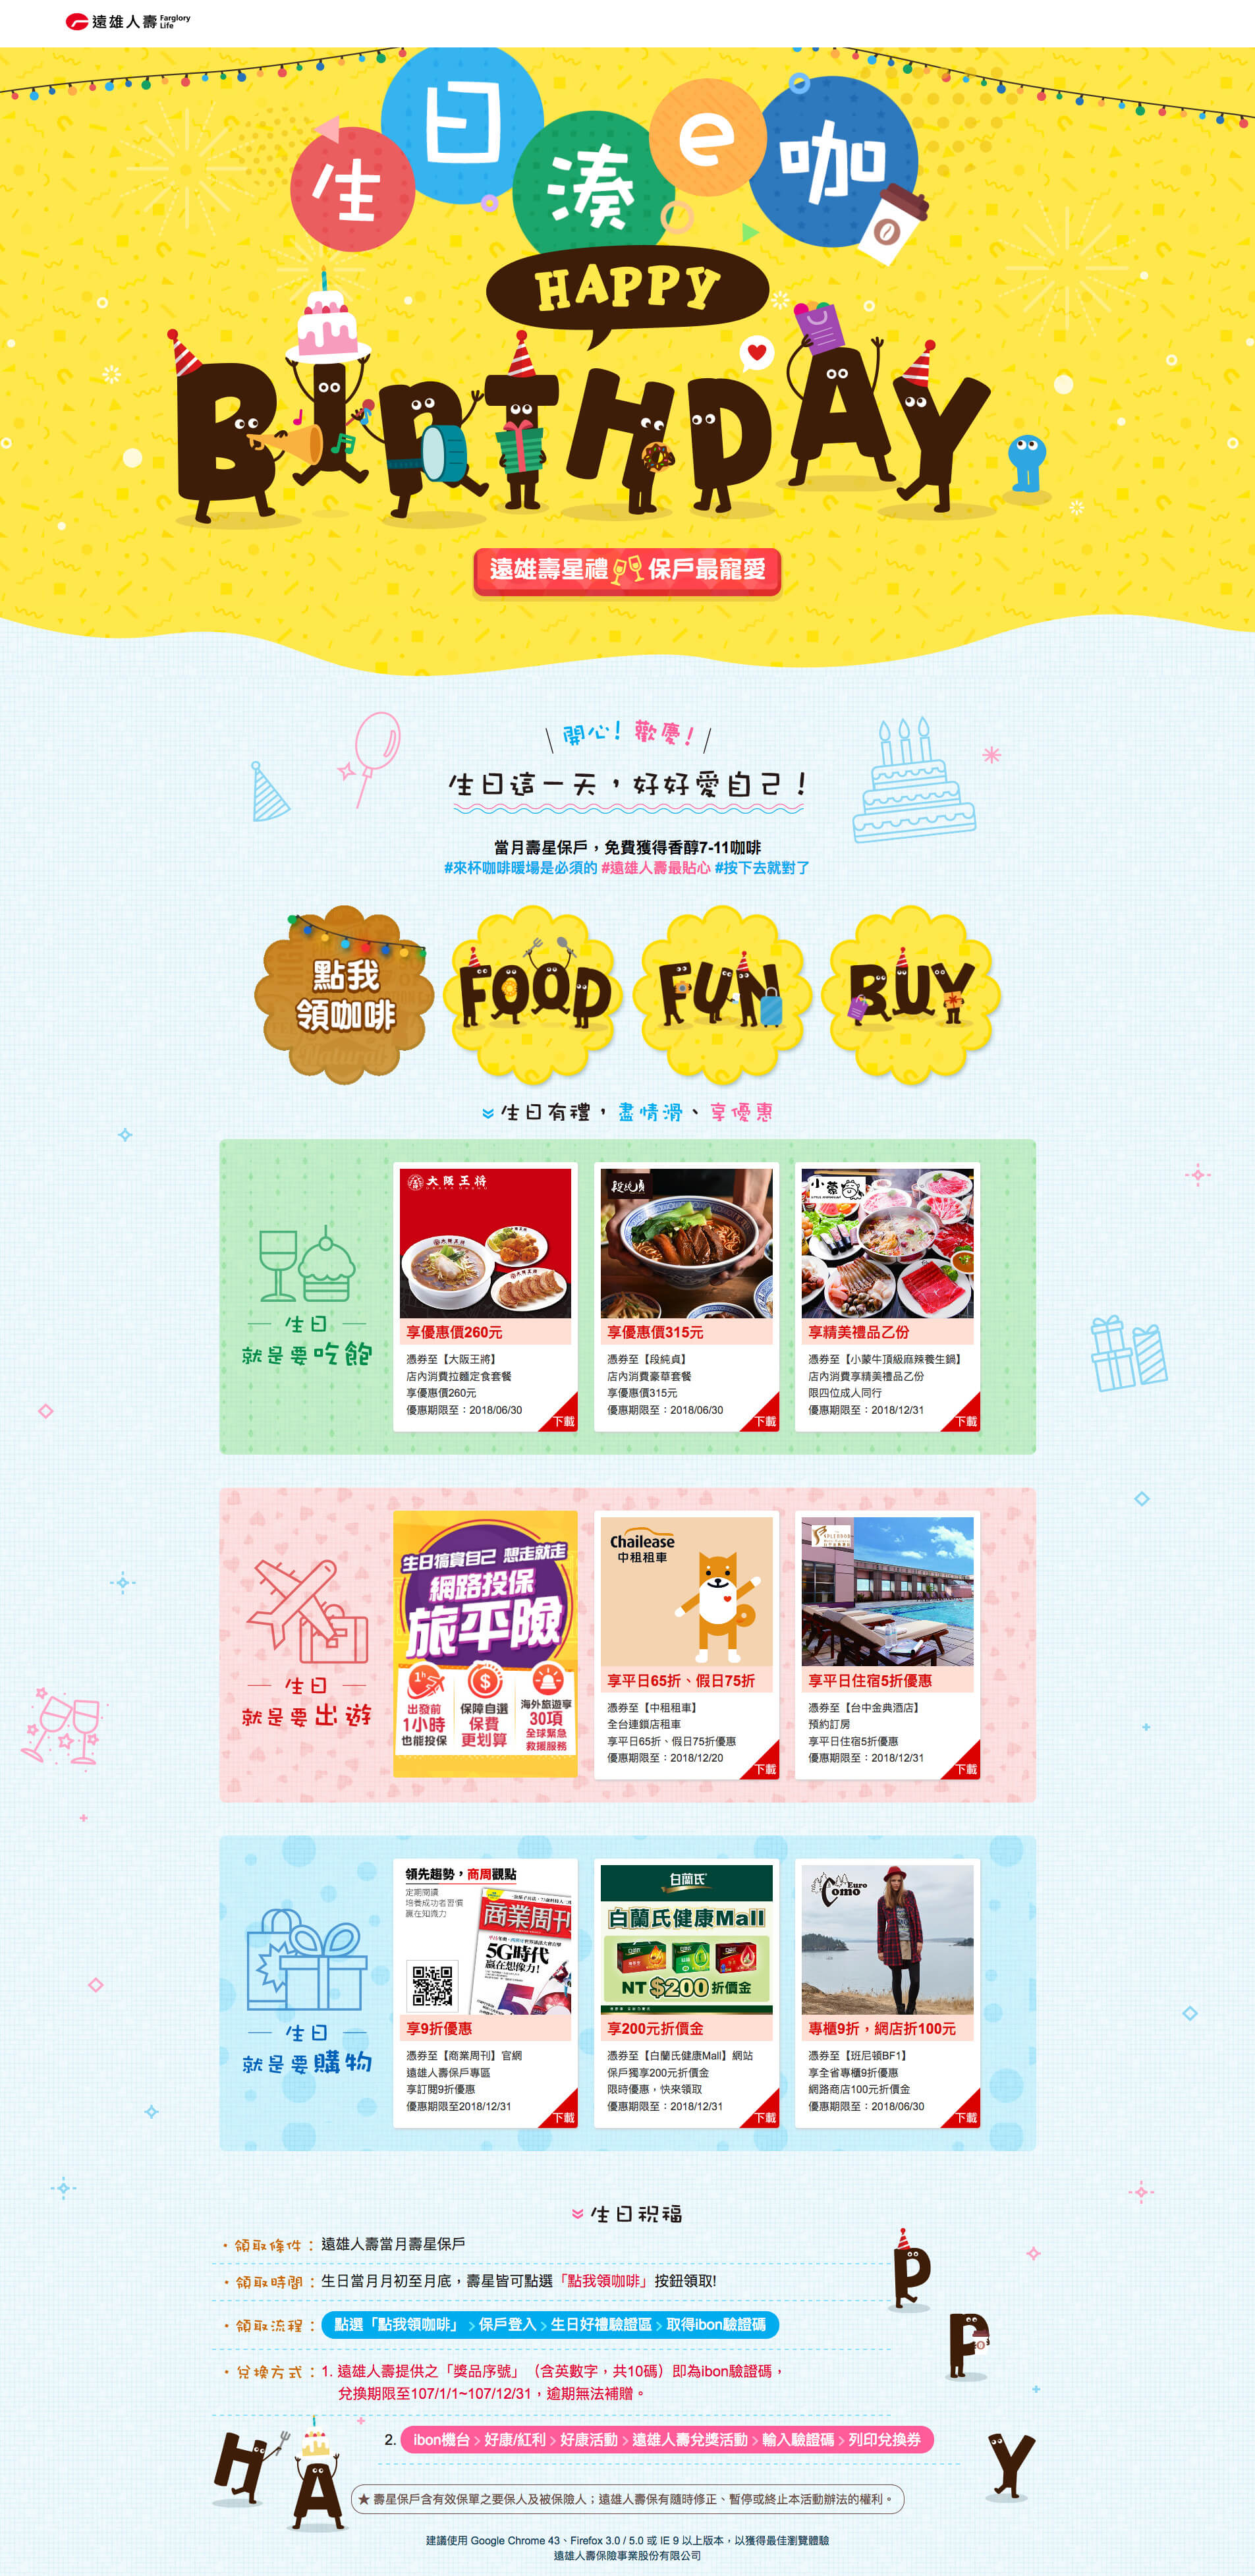 遠雄人壽 Farglory Life
生日湊e咖
HAPPY
BIRTHDAY
遠雄壽星禮 保戶最寵愛
開心！歡慶！
生日這一天，好好愛自己！
當月壽星保戶，免費獲得香醇7-11咖啡
#來杯咖啡暖場是必須的 #遠雄人壽最貼心 #按下去就對了
點我
領咖啡
Natural
FOOD
FUN
BUY
生日有禮，盡情滑、享優惠
生日
就是要吃飽
大阪王将
大阪王将
大阪王将
享優惠價260元
憑券至【大阪王將】
店內消費拉麵定食套餐
享優惠價260元
優惠期限至：2018/06/30
下載
段純貞
享優惠價315元
憑券至【段純貞】
店內消費豪華套餐
享優惠價315元
優惠期限至：2018/06/30
下載
小蒙牛
享精美禮品乙份
憑券至【小蒙牛頂級麻辣養生鍋】
店內消費享精美禮品乙份
限四位成人同行
優惠期限至：2018/12/31
下載
生日
就是要出遊
生日犒賞自己 想走就走
網路投保
旅平險
1h
出發前
1小時
也能投保
$
保障自選
保費
更划算
海外旅遊享
30項
全球緊急
救援服務
Chailease
中租租車
享平日65折、假日75折
憑券至【中租租車】
全台連鎖店租車
享平日65折、假日75折優惠
優惠期限至：2018/12/20
下載
SPLENDOR
享平日住宿5折優惠
憑券至【台中金典酒店】
預約訂房
享平日住宿5折優惠
優惠期限至：2018/12/31
下載
生日
就是要購物
領先趨勢，商周觀點
定期閱讀
培養成功者習慣
贏在知識力
商業周刊
5G時代
贏在想像力!
享9折優惠
憑券至【商業周刊】官網
遠雄人壽保戶專區
享訂閱9折優惠
優惠期限至2018/12/31
下載
白蘭氏
白蘭氏健康Mall
NT $200 折價金
享200元折價金
憑券至【白蘭氏健康Mall】網站
保戶獨享200元折價金
限時優惠，快來領取
優惠期限至：2018/12/31
下載
Euro
Como
專櫃9折，網店折100元
憑券至【班尼頓BF1】
享全省專櫃9折優惠
網路商店100元折價金
優惠期限至：2018/06/30
下載
生日祝福
・領取條件：遠雄人壽當月壽星保戶
・領取時間：生日當月月初至月底，壽星皆可點選「點我領咖啡」按鈕領取!
・領取流程：點選「點我領咖啡」 > 保戶登入 > 生日好禮驗證區 > 取得ibon驗證碼
・兌換方式：1. 遠雄人壽提供之「獎品序號」（含英數字，共10碼）即為ibon驗證碼，
兌換期限至107/1/1~107/12/31，逾期無法補贈。
2. ibon機台 > 好康/紅利 > 好康活動 > 遠雄人壽兌獎活動 > 輸入驗證碼 > 列印兌換券
H A P P Y
★ 壽星保戶含有效保單之要保人及被保險人；遠雄人壽保有隨時修正、暫停或終止本活動辦法的權利。
建議使用 Google Chrome 43、Firefox 3.0 / 5.0 或 IE 9 以上版本，以獲得最佳瀏覽體驗
遠雄人壽保險事業股份有限公司